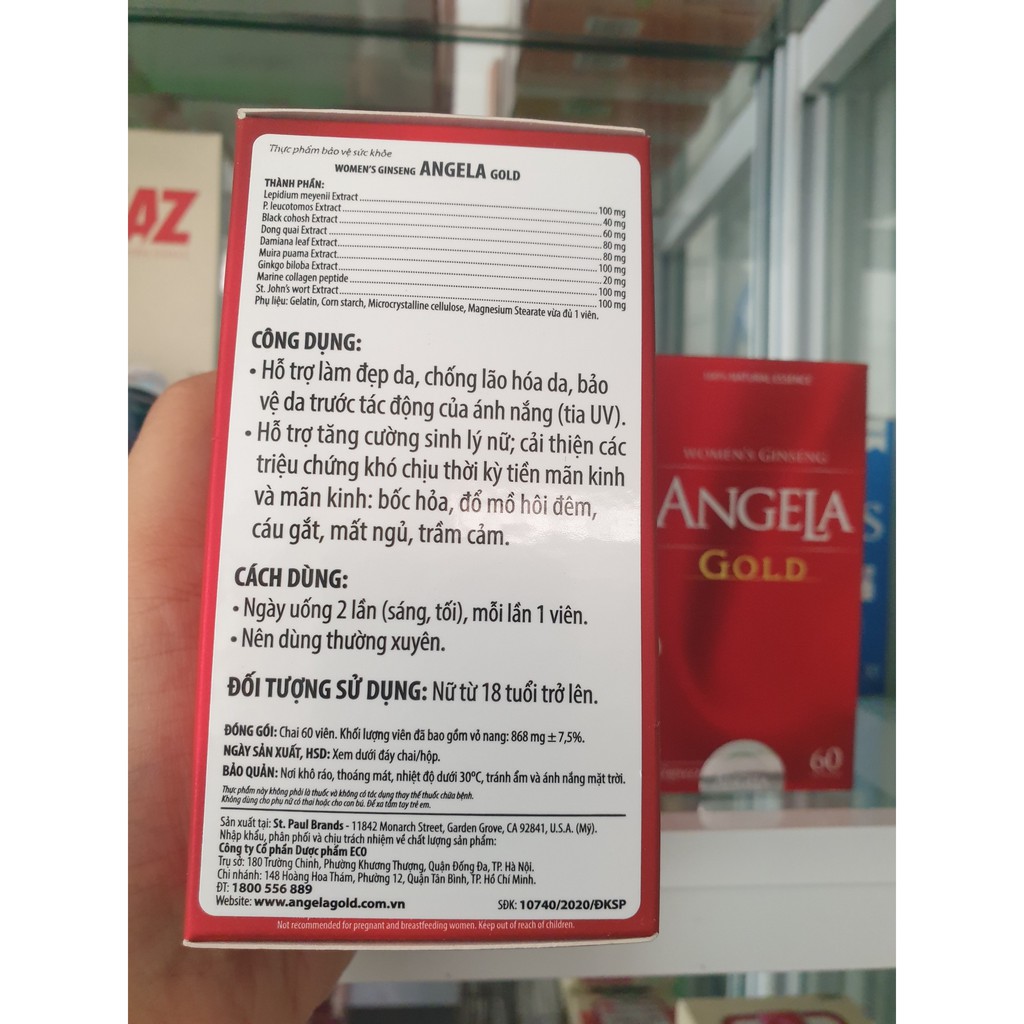 Thực phẩm bảo vệ sức khỏe
WOMEN'S GINSENG ANGELA GOLD
THÀNH PHẦN:
Lepidium meyenii Extract 100 mg
P. leucotomos Extract 40 mg
Black cohosh Extract 60 mg
Dong quai Extract 80 mg
Damiana leaf Extract 80 mg
Muira puama Extract 100 mg
Ginkgo biloba Extract 20 mg
Marine collagen peptide 100 mg
St. John's wort Extract 100 mg
Phụ liệu: Gelatin, Corn starch, Microcrystalline cellulose, Magnesium Stearate vừa đủ 1 viên.
CÔNG DỤNG:
• Hỗ trợ làm đẹp da, chống lão hóa da, bảo
vệ da trước tác động của ánh nắng (tia UV).
• Hỗ trợ tăng cường sinh lý nữ; cải thiện các
triệu chứng khó chịu thời kỳ tiền mãn kinh
và mãn kinh: bốc hỏa, đổ mồ hôi đêm,
cáu gắt, mất ngủ, trầm cảm.
CÁCH DÙNG:
• Ngày uống 2 lần (sáng, tối), mỗi lần 1 viên.
• Nên dùng thường xuyên.
ĐỐI TƯỢNG SỬ DỤNG: Nữ từ 18 tuổi trở lên.
ĐÓNG GÓI: Chai 60 viên. Khối lượng viên đã bao gồm vỏ nang: 868 mg ± 7,5%.
NGÀY SẢN XUẤT, HSD: Xem dưới đáy chai/hộp.
BẢO QUẢN: Nơi khô ráo, thoáng mát, nhiệt độ dưới 30ºC, tránh ẩm và ánh nắng mặt trời.
Thực phẩm này không phải là thuốc và không có tác dụng thay thế thuốc chữa bệnh.
Không dùng cho phụ nữ có thai hoặc cho con bú. Để xa tầm tay trẻ em.
Sản xuất tại: St. Paul Brands - 11842 Monarch Street, Garden Grove, CA 92841, U.S.A. (Mỹ).
Nhập khẩu, phân phối và chịu trách nhiệm về chất lượng sản phẩm:
Công ty Cổ phần Dược phẩm ECO
Trụ sở: 180 Trường Chinh, Phường Khương Thượng, Quận Đống Đa, TP. Hà Nội.
Chi nhánh: 148 Hoàng Hoa Thám, Phường 12, Quận Tân Bình, TP. Hồ Chí Minh.
ĐT: 1800 556 889
Website: www.angelagold.com.vn SĐK: 10740/2020/ĐKSP
Not recommended for pregnant and breastfeeding women. Keep out of reach of children.
AZ
100% NATURAL ESSENCE
WOMEN'S GINSENG
ANGELA
GOLD
60
S